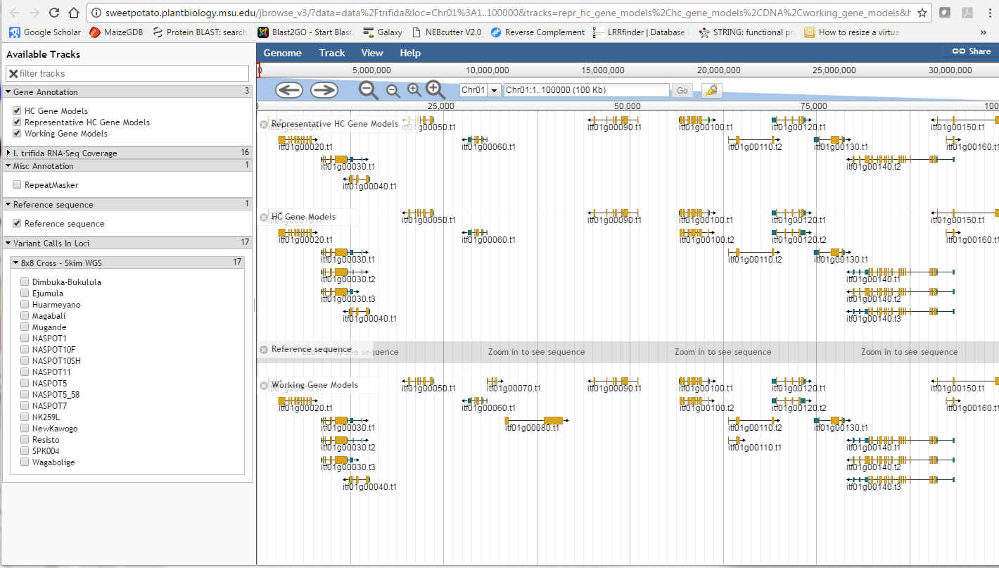 sweetpotato.plantbiology.msu.edu/jbrowse_v3/?data=data%2Ftrifida&loc=Chr01%3A1..100000&tracks=repr_hc_gene_models%2Chc_gene_models%2CDNA%2Cworking_gene_models&h
Google Scholar MaizeGDB Protein BLAST: search Blast2GO - Start Blast Galaxy NEBcutter V2.0 Reverse Complement LRRfinder | Database STRING: functional pr How to resize a virtua »
Available Tracks
filter tracks
Gene Annotation 3
HC Gene Models
Representative HC Gene Models
Working Gene Models
I. trifida RNA-Seq Coverage 16
Misc Annotation 1
RepeatMasker
Reference sequence 1
Reference sequence
Variant Calls In Loci 17
8x8 Cross - Skim WGS 17
Dimbuka-Bukulula
Ejumula
Huarmeyano
Magabali
Mugande
NASPOT1
NASPOT10F
NASPOT10SH
NASPOT11
NASPOT5
NASPOT5_58
NASPOT7
NK259L
NewKawogo
Resisto
SPK004
Wagabolige
Genome Track View Help Share
0 5,000,000 10,000,000 15,000,000 20,000,000 25,000,000 30,000,000
Chr01 Chr01:1..100000 (100 Kb) Go
0 25,000 50,000 75,000 100
Representative HC Gene Models
itf01g00050.t1 itf01g00090.t1 itf01g00100.t1 itf01g00120.t1 itf01g00150.t1
itf01g00020.t1 itf01g00060.t1 itf01g00110.t2 itf01g00130.t1 itf01g00160.t1
itf01g00030.t1 itf01g00140.t2
itf01g00040.t1
HC Gene Models
itf01g00050.t1 itf01g00090.t1 itf01g00100.t1 itf01g00120.t1 itf01g00150.t1
itf01g00020.t1 itf01g00060.t1 itf01g00100.t2 itf01g00120.t2 itf01g00160.t1
itf01g00030.t1 itf01g00110.t2 itf01g00130.t1
itf01g00030.t2 itf01g00140.t1
itf01g00030.t3 itf01g00140.t2
itf01g00040.t1 itf01g00140.t3
Reference sequence
Zoom in to see sequence Zoom in to see sequence Zoom in to see sequence Zoom in to see sequence
Working Gene Models
itf01g00050.t1 itf01g00070.t1 itf01g00090.t1 itf01g00100.t1 itf01g00120.t1 itf01g00150.t1
itf01g00020.t1 itf01g00060.t1 itf01g00100.t2 itf01g00120.t2 itf01g00160.t1
itf01g00030.t1 itf01g00080.t1 itf01g00110.t2 itf01g00130.t1
itf01g00030.t2 itf01g00110.t1 itf01g00140.t1
itf01g00030.t3 itf01g00140.t2
itf01g00040.t1 itf01g00140.t3